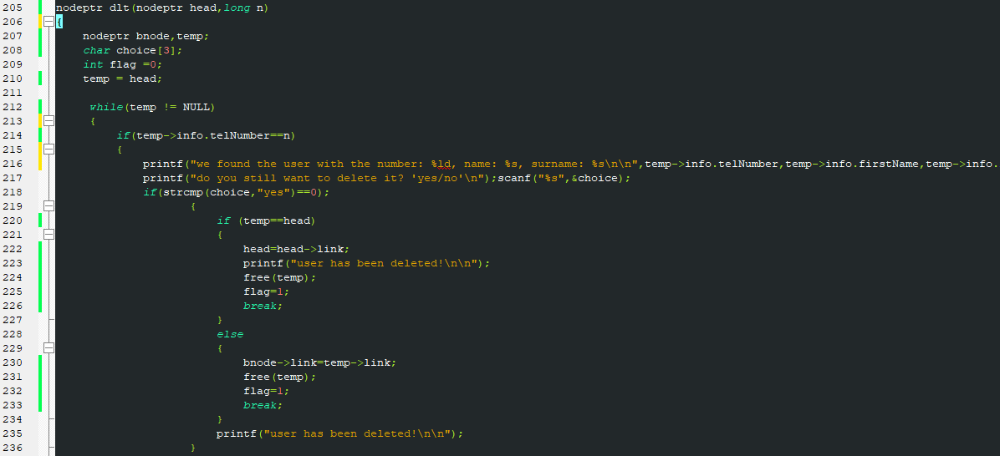 205 nodeptr dlt(nodeptr head,long n)
206 {
207 nodeptr bnode,temp;
208 char choice[3];
209 int flag =0;
210 temp = head;
211
212 while(temp != NULL)
213 {
214 if(temp->info.telNumber==n)
215 {
216 printf("we found the user with the number: %ld, name: %s, surname: %s\n\n",temp->info.telNumber,temp->info.firstName,temp->info.
217 printf("do you still want to delete it? 'yes/no'\n");scanf("%s",&choice);
218 if(strcmp(choice,"yes")==0);
219 {
220 if (temp==head)
221 {
222 head=head->link;
223 printf("user has been deleted!\n\n");
224 free(temp);
225 flag=1;
226 break;
227 }
228 else
229 {
230 bnode->link=temp->link;
231 free(temp);
232 flag=1;
233 break;
234 }
235 printf("user has been deleted!\n\n");
236 }